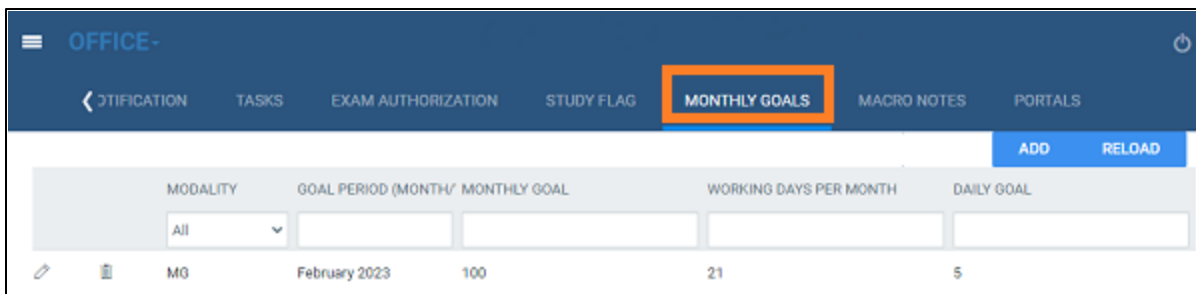 OFFICE-
OTIFICATION TASKS EXAM AUTHORIZATION STUDY FLAG MONTHLY GOALS MACRO NOTES PORTALS
ADD RELOAD
MODALITY GOAL PERIOD (MONTH/ MONTHLY GOAL WORKING DAYS PER MONTH DAILY GOAL
All
MG February 2023 100 21 5